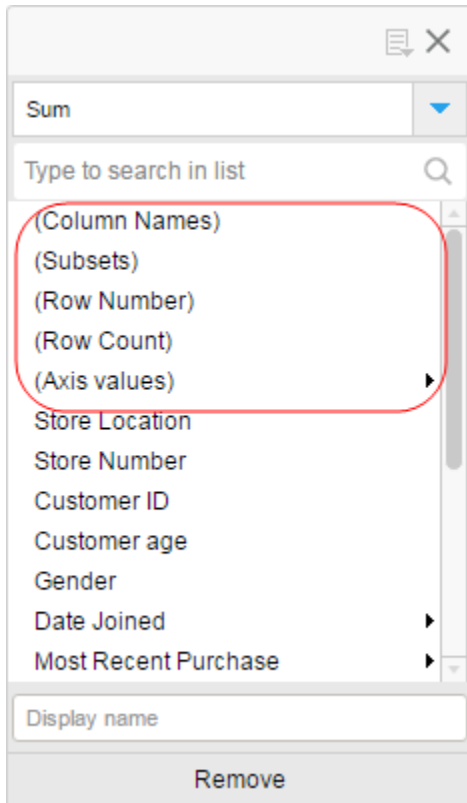 Sum
Type to search in list
(Column Names)
(Subsets)
(Row Number)
(Row Count)
(Axis values)
Store Location
Store Number
Customer ID
Customer age
Gender
Date Joined
Most Recent Purchase
Display name
Remove